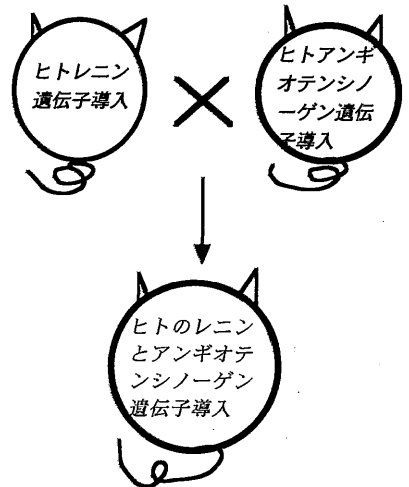 ヒトレニン
遺伝子導入
ヒトアンギ
オテンシノ
ーゲン遺伝
子導入
ヒトのレニン
とアンギオテ
ンシノーゲン
遺伝子導入